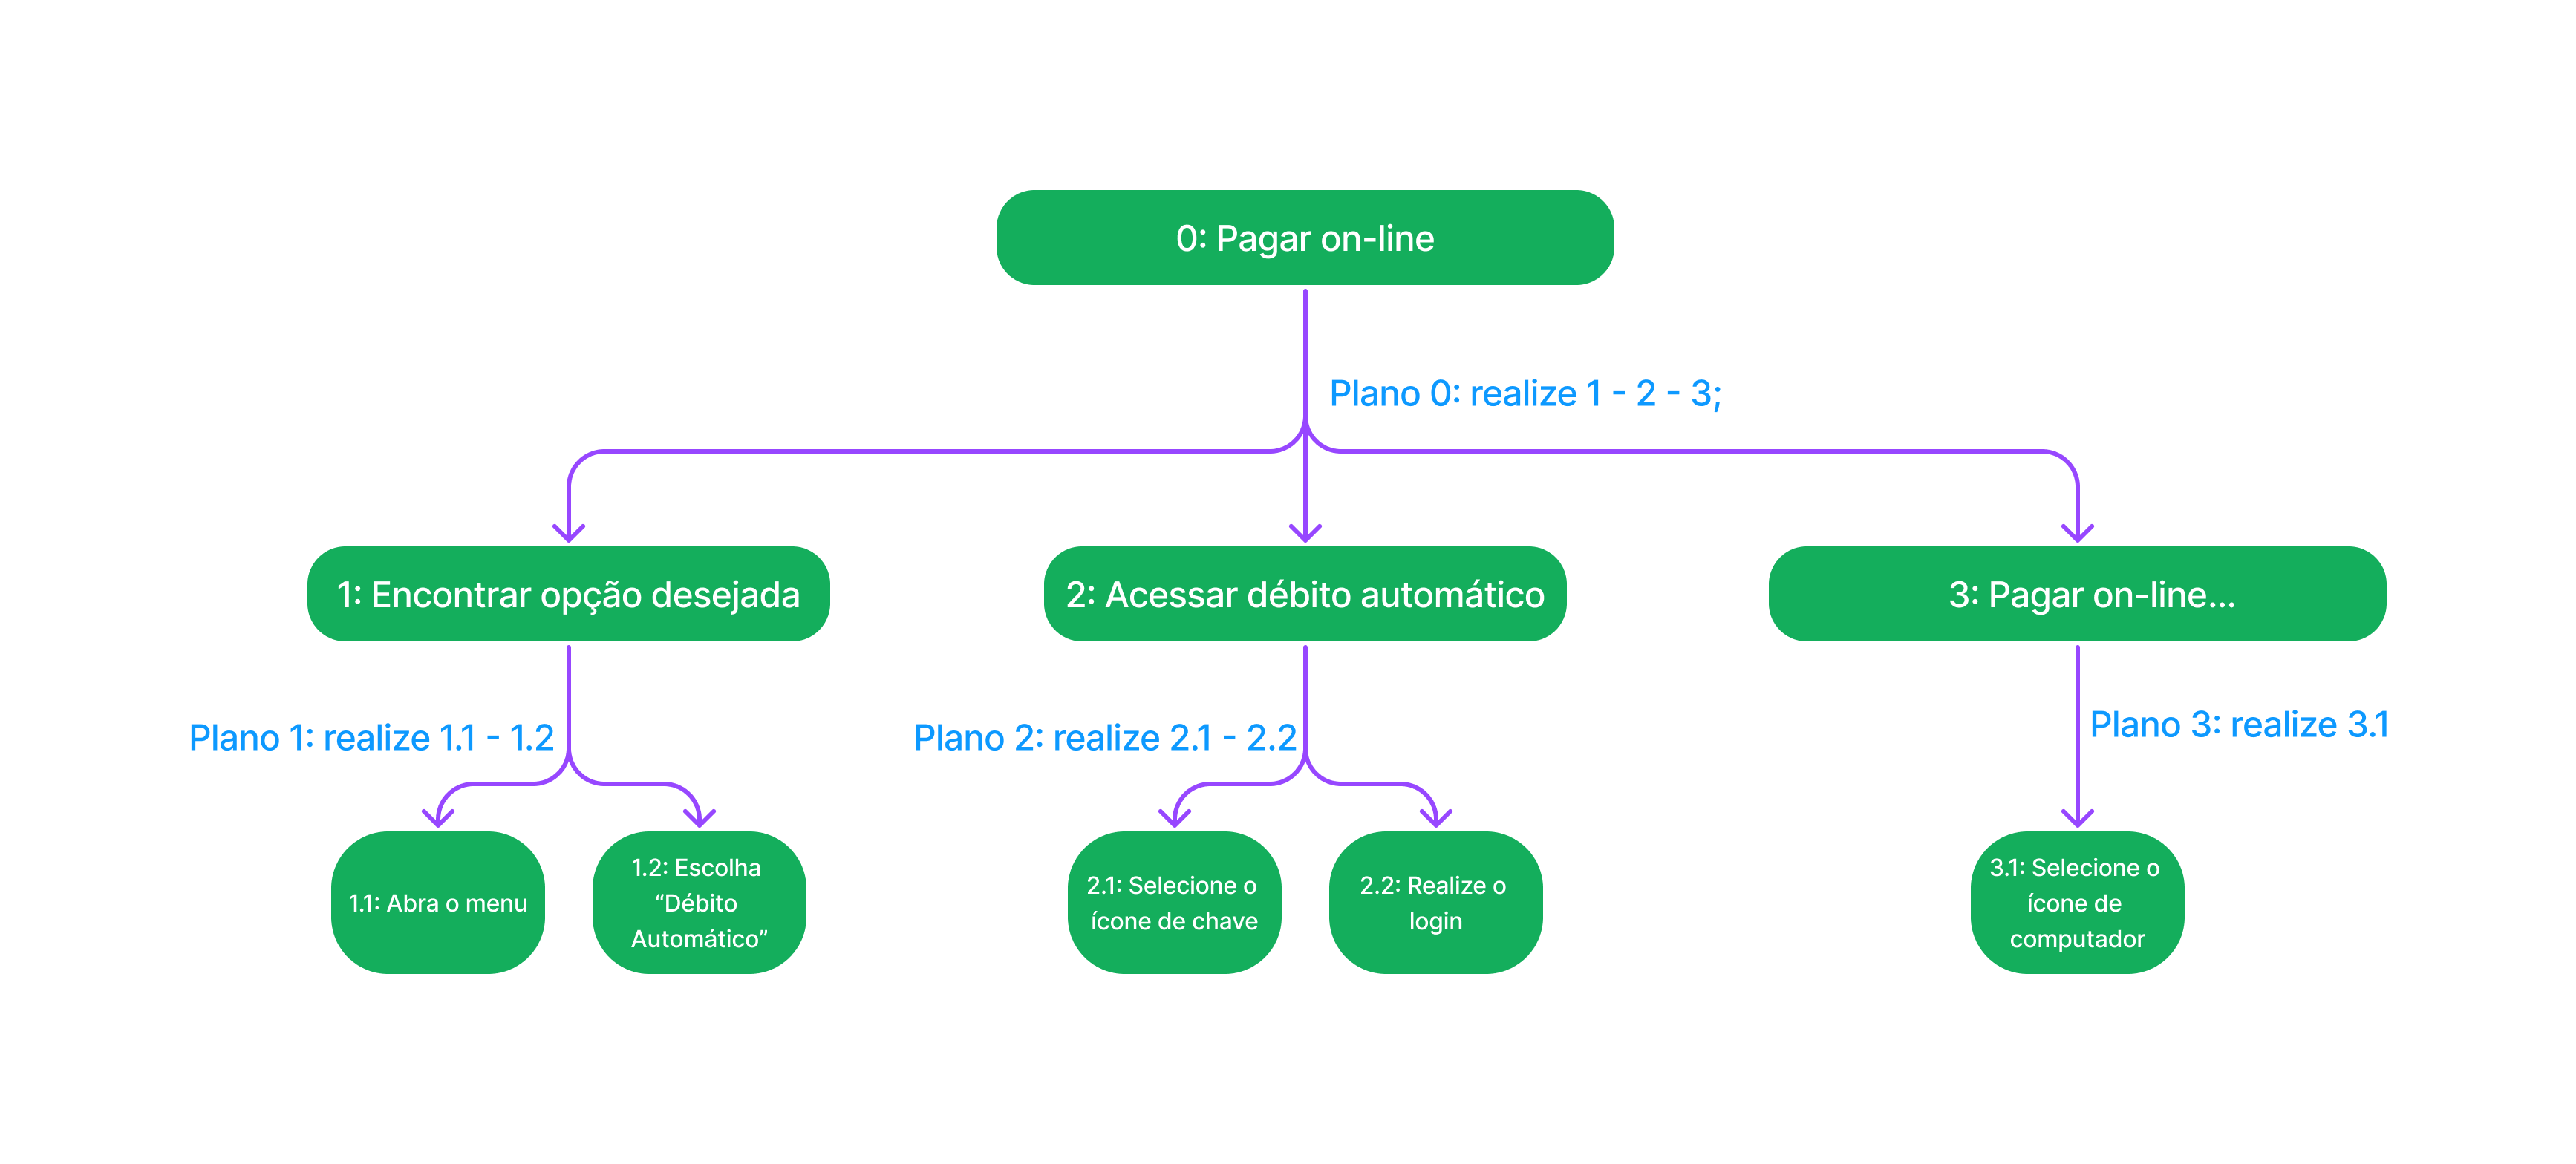 0: Pagar on-line
Plano 0: realize 1 - 2 - 3;
1: Encontrar opção desejada
2: Acessar débito automático
3: Pagar on-line...
Plano 1: realize 1.1 - 1.2
Plano 2: realize 2.1 - 2.2
Plano 3: realize 3.1
1.1: Abra o menu
1.2: Escolha
“Débito
Automático”
2.1: Selecione o
ícone de chave
2.2: Realize o
login
3.1: Selecione o
ícone de
computador